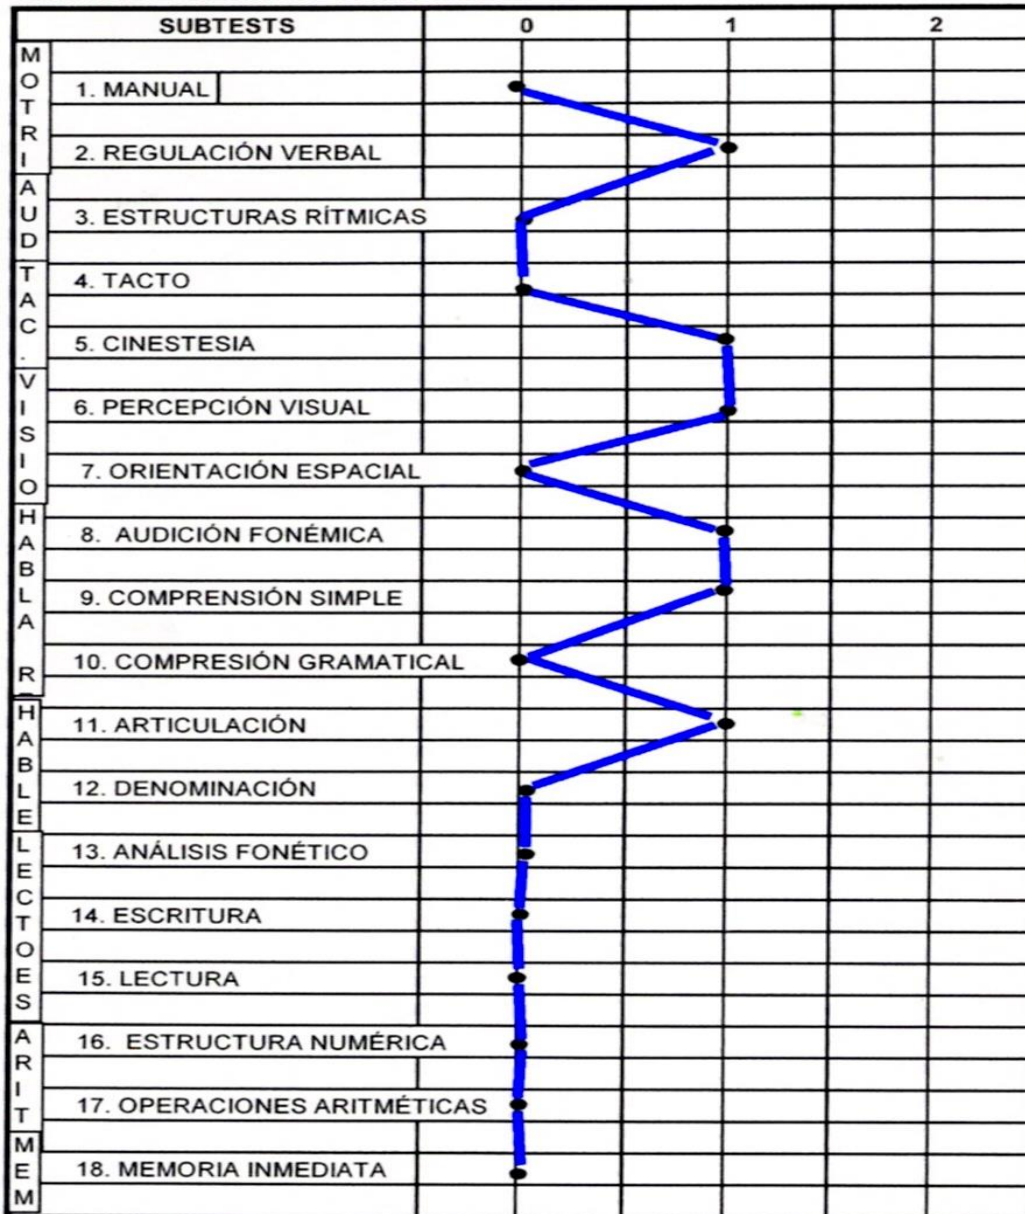 SUBTESTS 0 1 2
MOTRI
1. MANUAL
2. REGULACIÓN VERBAL
AUD
3. ESTRUCTURAS RÍTMICAS
TAC.
4. TACTO
5. CINESTESIA
VISIO
6. PERCEPCIÓN VISUAL
7. ORIENTACIÓN ESPACIAL
HABLA R
8. AUDICIÓN FONÉMICA
9. COMPRENSIÓN SIMPLE
10. COMPRESIÓN GRAMATICAL
HABLE
11. ARTICULACIÓN
12. DENOMINACIÓN
LECTOES
13. ANÁLISIS FONÉTICO
14. ESCRITURA
15. LECTURA
ARIT
16. ESTRUCTURA NUMÉRICA
17. OPERACIONES ARITMÉTICAS
MEM
18. MEMORIA INMEDIATA